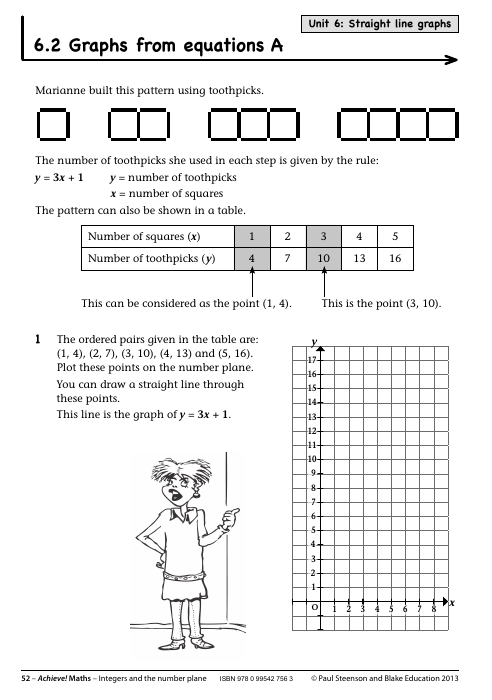 Unit 6: Straight line graphs
6.2 Graphs from equations A
Marianne built this pattern using toothpicks.
The number of toothpicks she used in each step is given by the rule:
y = 3x + 1 y = number of toothpicks
x = number of squares
The pattern can also be shown in a table.
Number of squares (x) 1 2 3 4 5
Number of toothpicks (y) 4 7 10 13 16
This can be considered as the point (1, 4). This is the point (3, 10).
1 The ordered pairs given in the table are:
(1, 4), (2, 7), (3, 10), (4, 13) and (5, 16).
Plot these points on the number plane.
You can draw a straight line through
these points.
This line is the graph of y = 3x + 1.
y
17
16
15
14
13
12
11
10
9
8
7
6
5
4
3
2
1
O 1 2 3 4 5 6 7 8 x
52 – Achieve! Maths – Integers and the number plane ISBN 978 0 99542 756 3 © Paul Steenson and Blake Education 2013